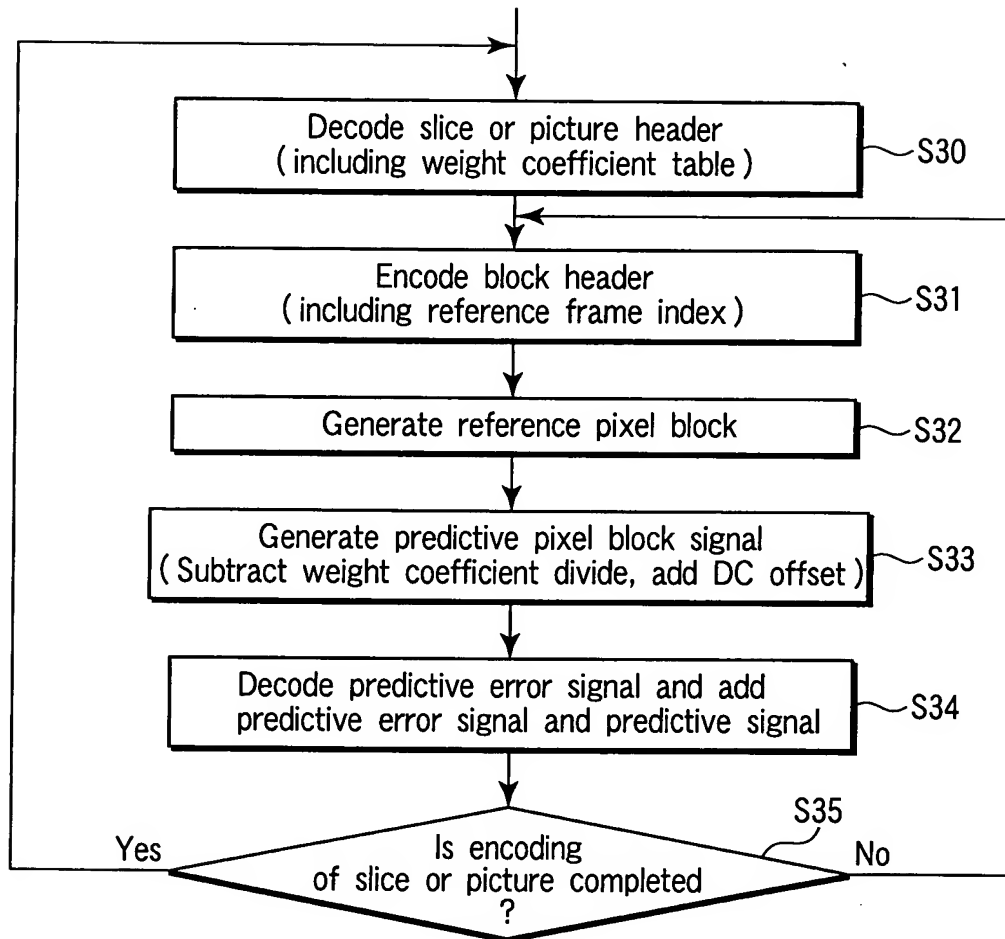 Decode slice or picture header
(including weight coefficient table)
S30
Encode block header
(including reference frame index)
S31
Generate reference pixel block
S32
Generate predictive pixel block signal
(Subtract weight coefficient divide, add DC offset)
S33
Decode predictive error signal and add
predictive error signal and predictive signal
S34
S35
Yes
Is encoding
of slice or picture completed
?
No